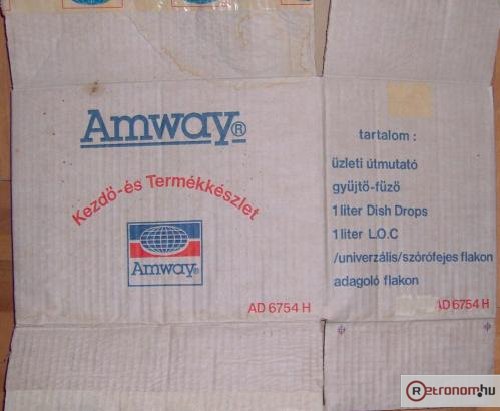 Amway®
Kezdö-és Termékkészlet
Amway®
AD 6754 H
tartalom :
üzleti útmutató
gyüjtö-füzö
1 liter Dish Drops
1 liter L.O.C
/univerzális/szórófejes flakon
adagoló flakon
AD 6754 H
Retronom.hu